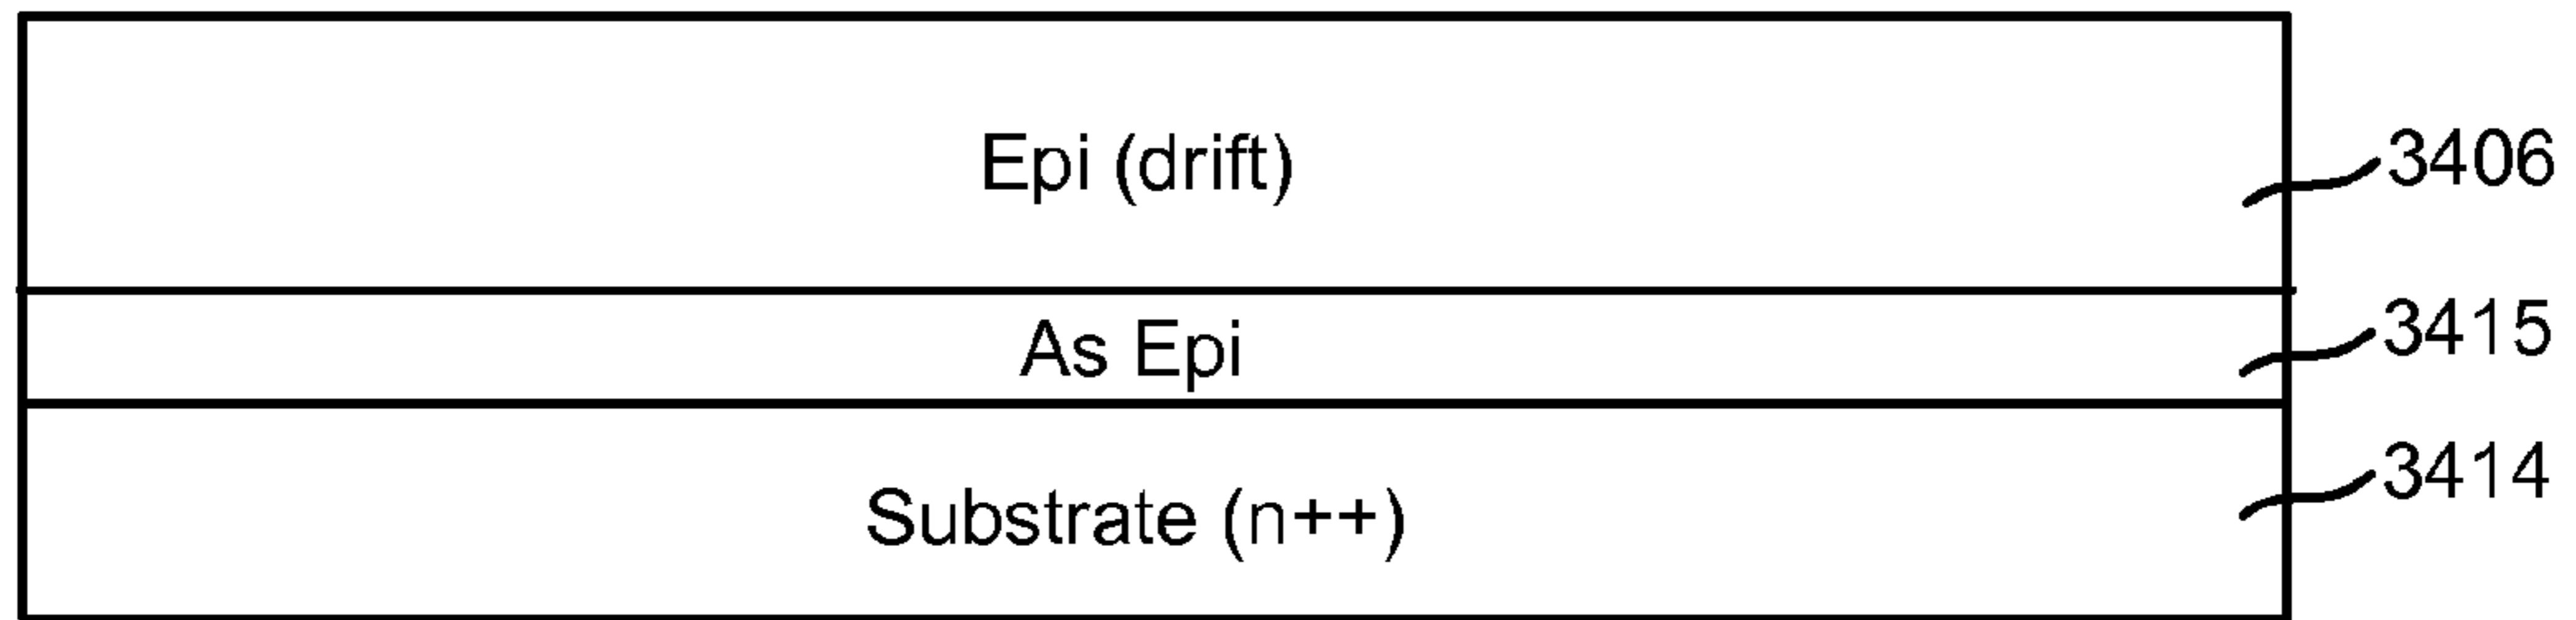 Epi (drift)
3406
As Epi
3415
Substrate (n++)
3414